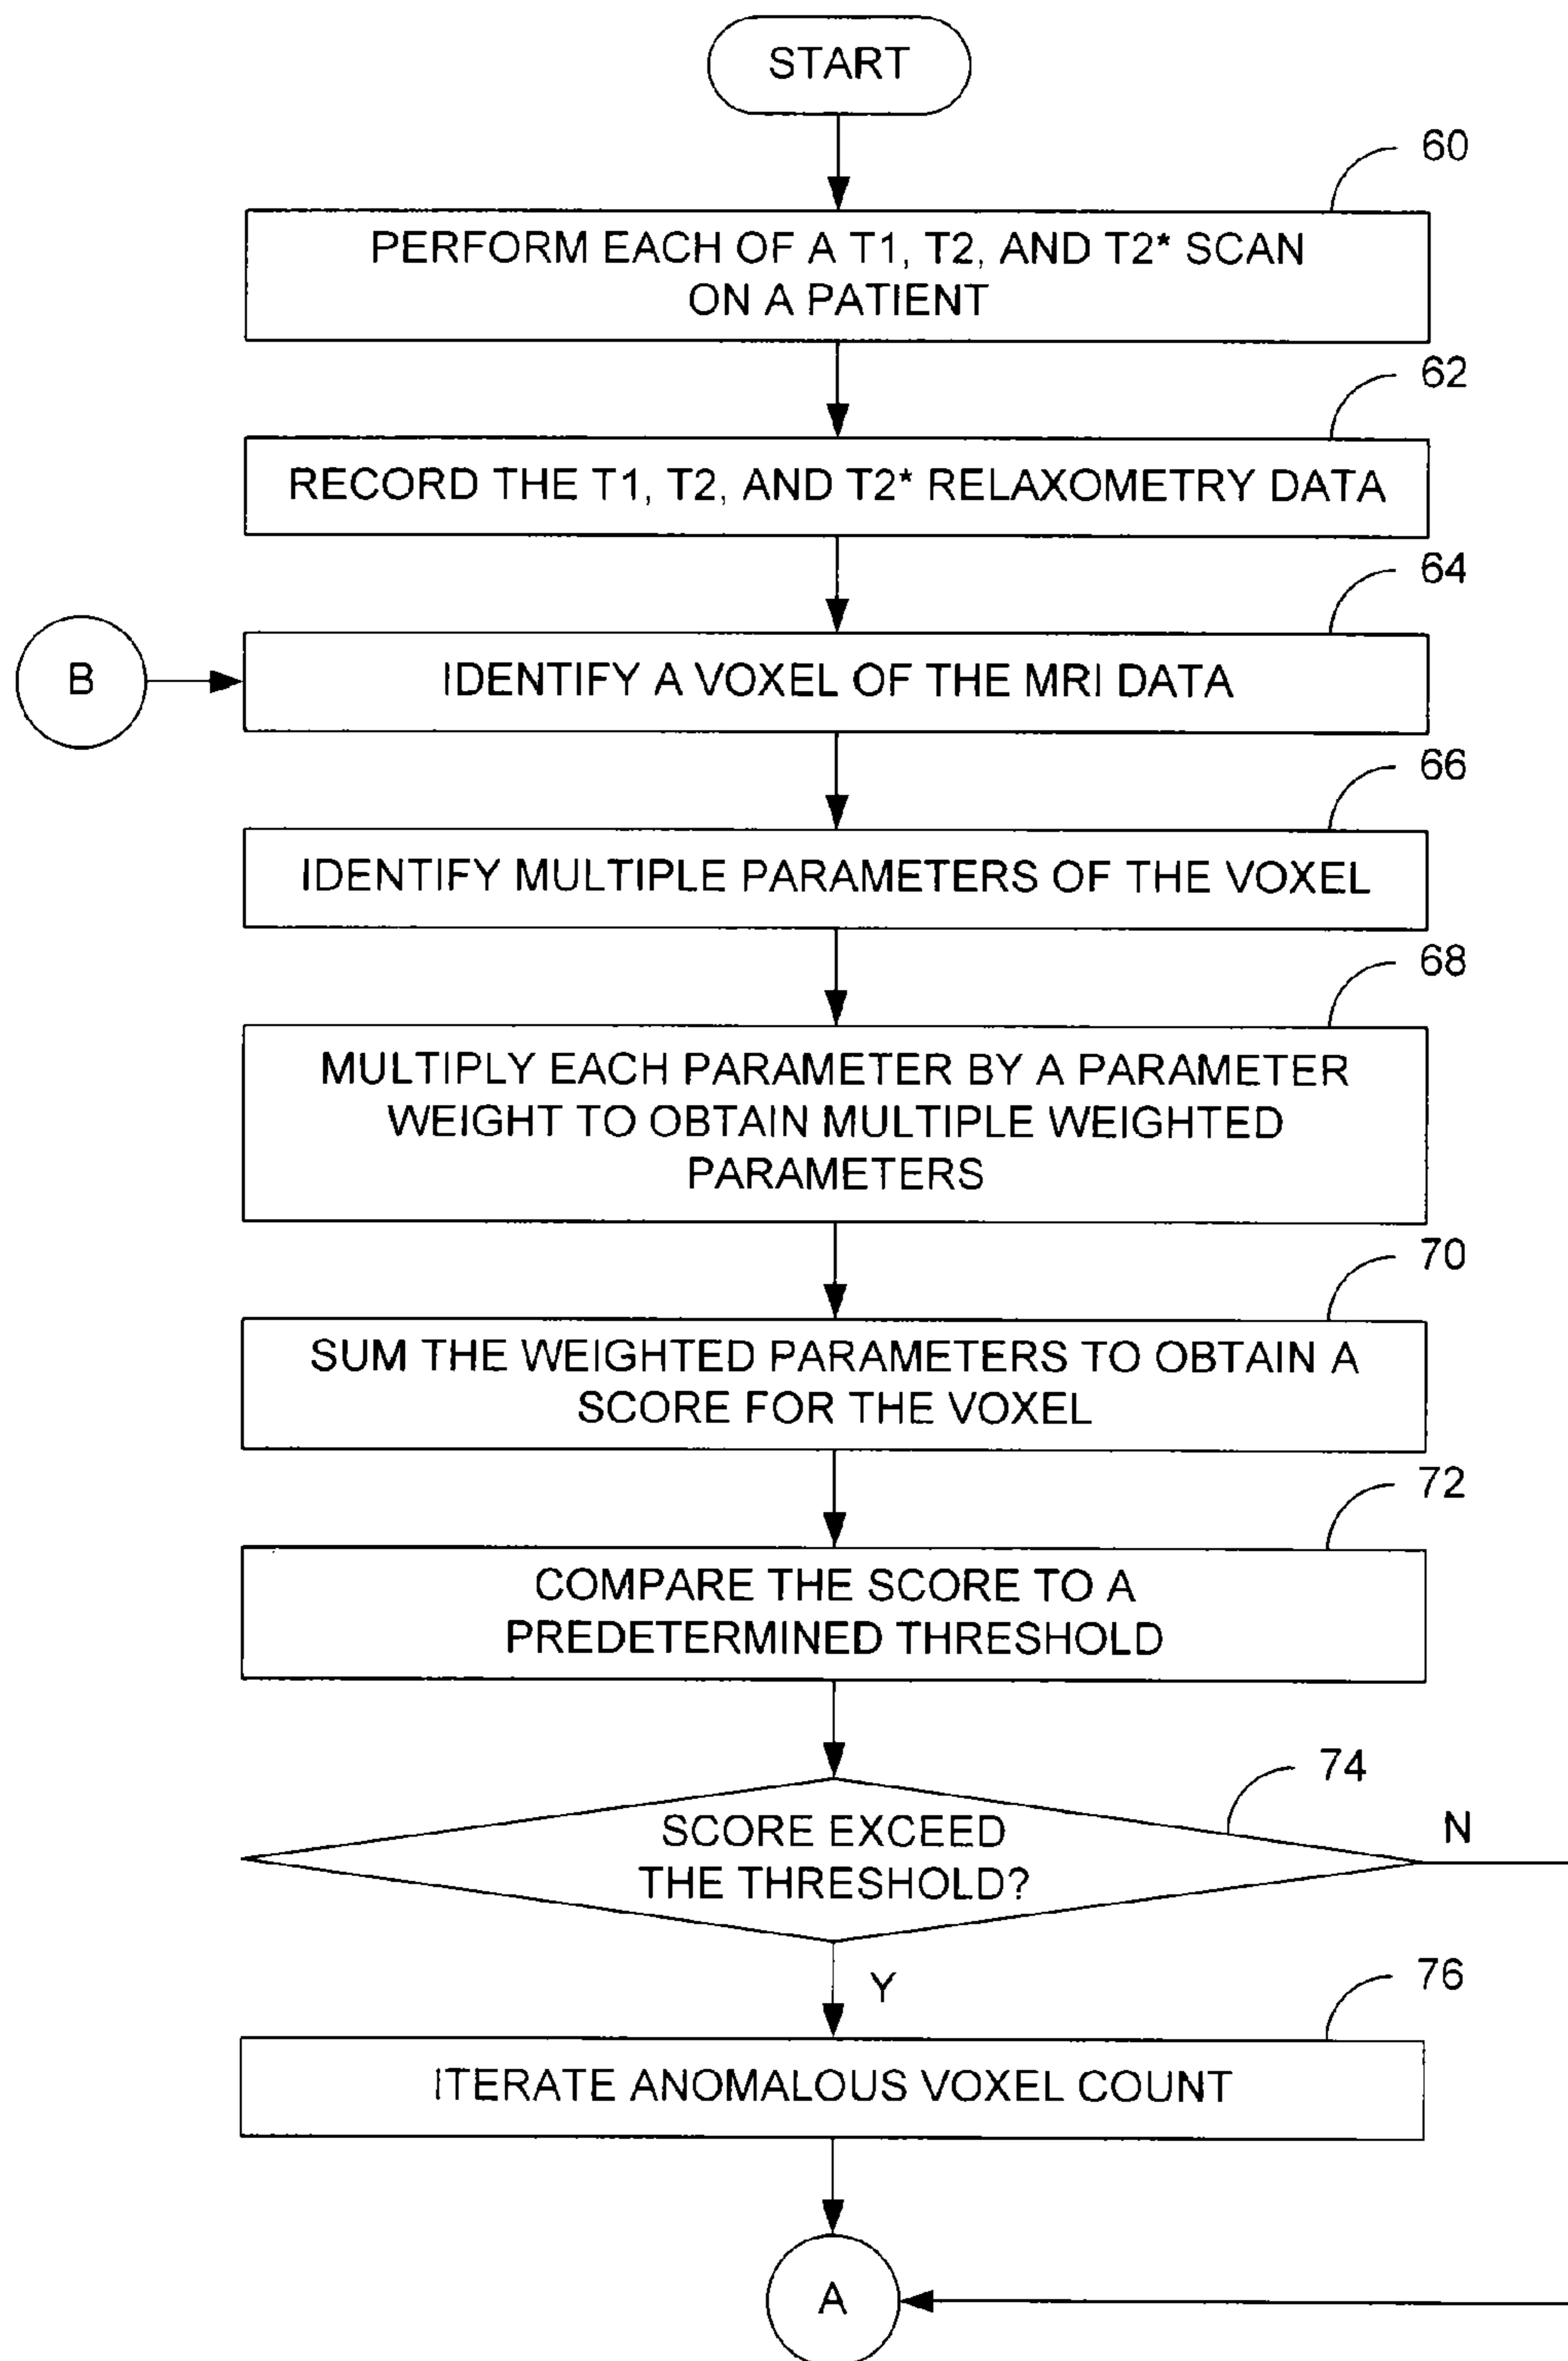 START
60
PERFORM EACH OF A T1, T2, AND T2* SCAN
ON A PATIENT
62
RECORD THE T1, T2, AND T2* RELAXOMETRY DATA
64
B
IDENTIFY A VOXEL OF THE MRI DATA
66
IDENTIFY MULTIPLE PARAMETERS OF THE VOXEL
68
MULTIPLY EACH PARAMETER BY A PARAMETER
WEIGHT TO OBTAIN MULTIPLE WEIGHTED
PARAMETERS
70
SUM THE WEIGHTED PARAMETERS TO OBTAIN A
SCORE FOR THE VOXEL
72
COMPARE THE SCORE TO A
PREDETERMINED THRESHOLD
74
SCORE EXCEED
THE THRESHOLD?
N
Y
76
ITERATE ANOMALOUS VOXEL COUNT
A